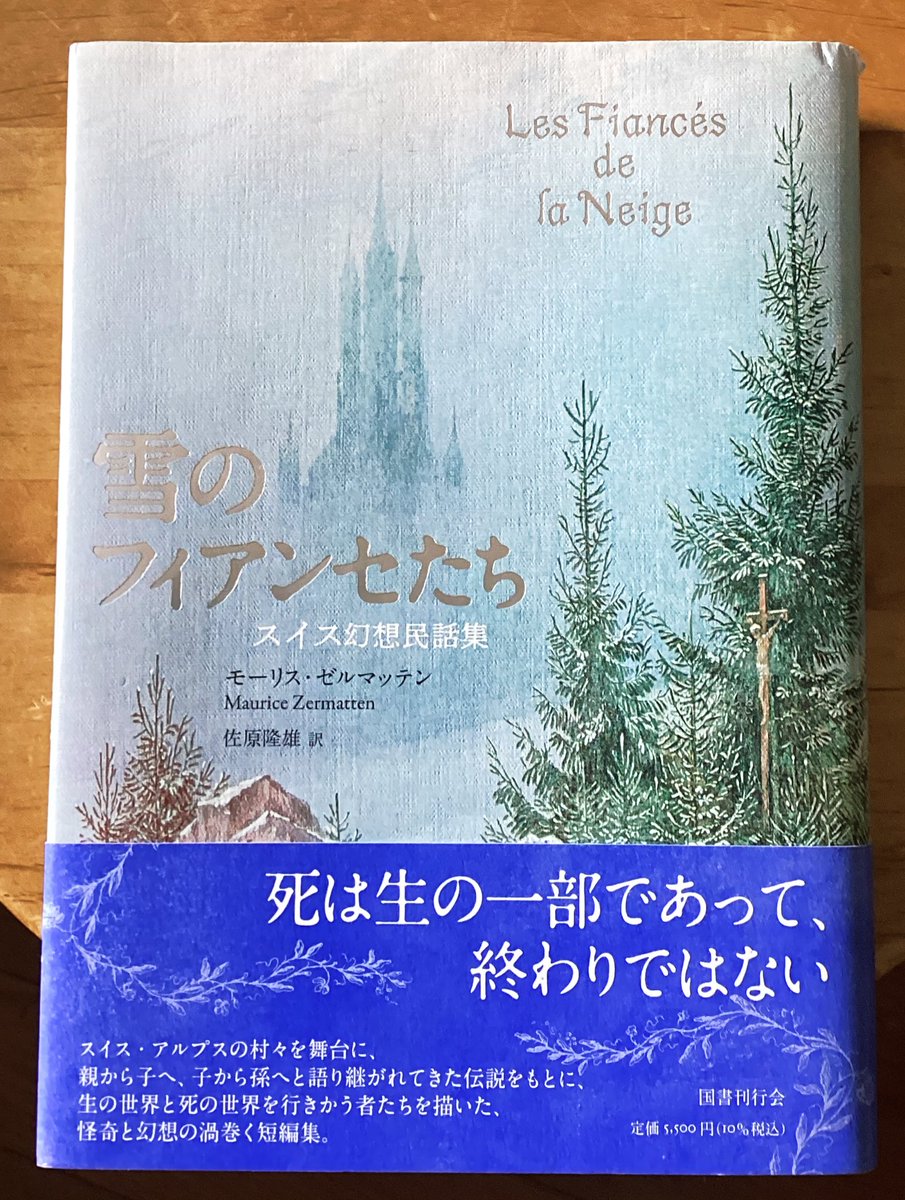 Les Fiancés
de
la Neige
雪の
フィアンセたち
スイス幻想民話集
モーリス・ゼルマッテン
Maurice Zermatten
佐原隆雄 訳
死は生の一部であって、
終わりではない
スイス・アルプスの村々を舞台に、
親から子へ、子から孫へと語り継がれてきた伝説をもとに、
生の世界と死の世界を行きかう者たちを描いた、
怪奇と幻想の渦巻く短編集。
国書刊行会
定価 5,500円(10%税込)